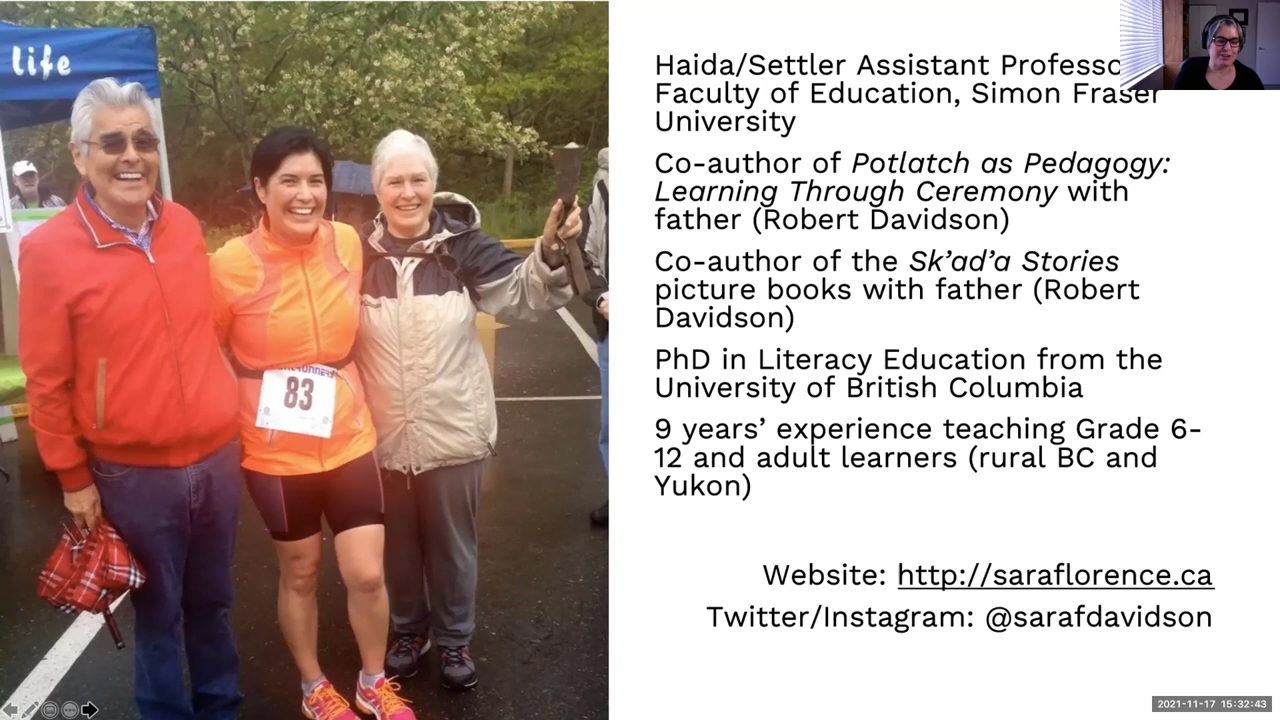 life
83
Haida/Settler Assistant Professo
Faculty of Education, Simon Fraser
University
Co-author of Potlatch as Pedagogy:
Learning Through Ceremony with
father (Robert Davidson)
Co-author of the Sk’ad’a Stories
picture books with father (Robert
Davidson)
PhD in Literacy Education from the
University of British Columbia
9 years’ experience teaching Grade 6-
12 and adult learners (rural BC and
Yukon)
Website: http://saraflorence.ca
Twitter/Instagram: @sarafdavidson
2021-11-17 15:32:43